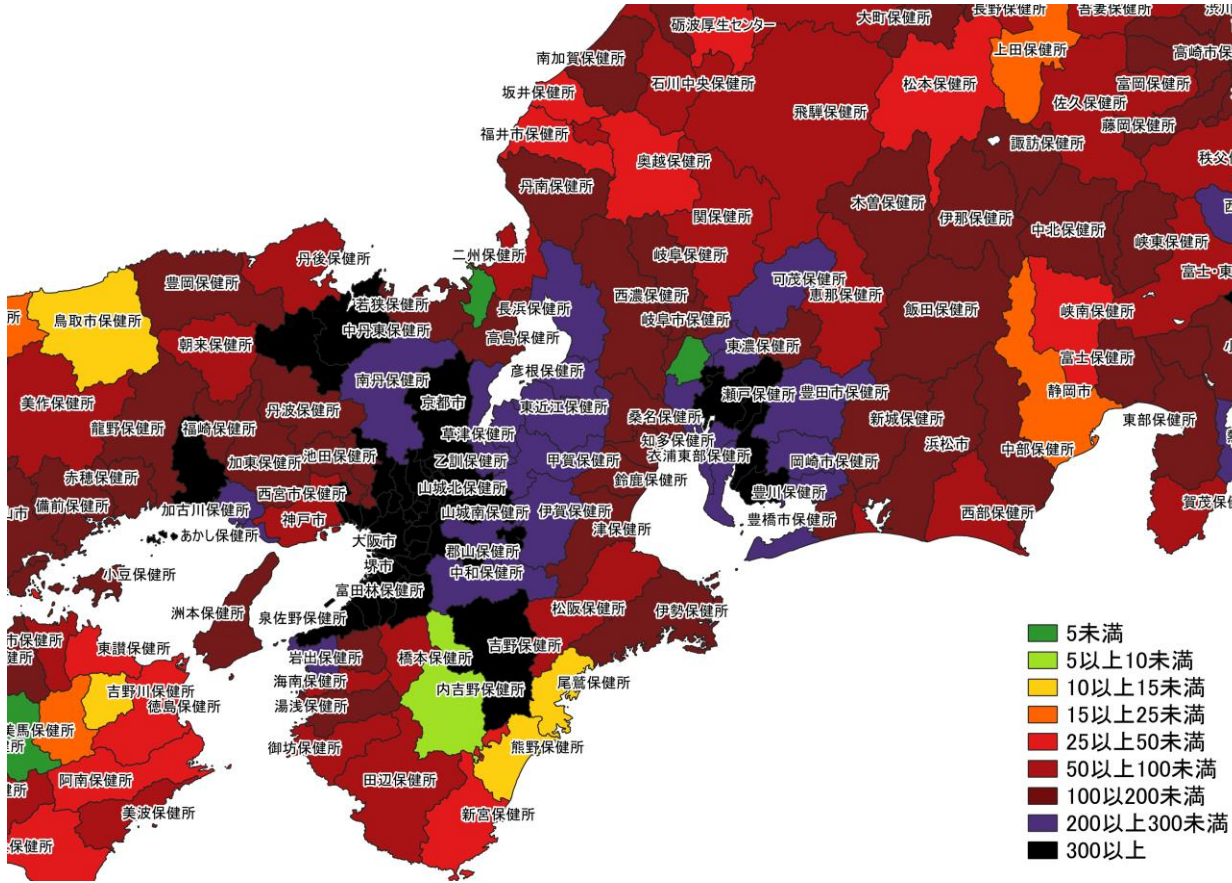 長野保健所
吾妻保健所
渋川
砺波厚生センター
大町保健所
南加賀保健所
上田保健所
高崎市保
坂井保健所
石川中央保健所
松本保健所
富岡保健所
佐久保健所
飛騨保健所
藤岡保健所
福井市保健所
諏訪保健所
奥越保健所
秩父保
丹南保健所
木曽保健所
伊那保健所
中北保健所
関保健所
峡東保健所
丹後保健所
二州保健所
岐阜保健所
富士・東
豊岡保健所
可茂保健所
若狭保健所
長浜保健所
西濃保健所
恵那保健所
飯田保健所
峡南保健所
所
鳥取市保健所
中丹東保健所
岐阜市保健所
高島保健所
朝来保健所
東濃保健所
富士保健所
彦根保健所
南丹保健所
瀬戸保健所
豊田市保健所
静岡市
美作保健所
京都市
東近江保健所
丹波保健所
桑名保健所
新城保健所
東部保健所
龍野保健所
福崎保健所
草津保健所
知多保健所
浜松市
加東保健所
池田保健所
乙訓保健所
甲賀保健所
衣浦東部保健所
岡崎市保健所
中部保健所
赤穂保健所
鈴鹿保健所
山城北保健所
豊川保健所
備前保健所
西宮市保健所
賀茂保健
山市
加古川保健所
神戸市
山城南保健所
伊賀保健所
西部保健所
豊橋市保健所
津保健所
あかし保健所
大阪市
郡山保健所
堺市
中和保健所
小豆保健所
富田林保健所
洲本保健所
泉佐野保健所
松阪保健所
伊勢保健所
市保健所
東讃保健所
吉野保健所
健所
岩出保健所
橋本保健所
海南保健所
尾鷲保健所
吉野川保健所
内吉野保健所
徳島保健所
湯浅保健所
美馬保健所
健所
御坊保健所
熊野保健所
阿南保健所
田辺保健所
健所
美波保健所
新宮保健所
保健所
5未満
5以上10未満
10以上15未満
15以上25未満
25以上50未満
50以上100未満
100以200未満
200以上300未満
300以上